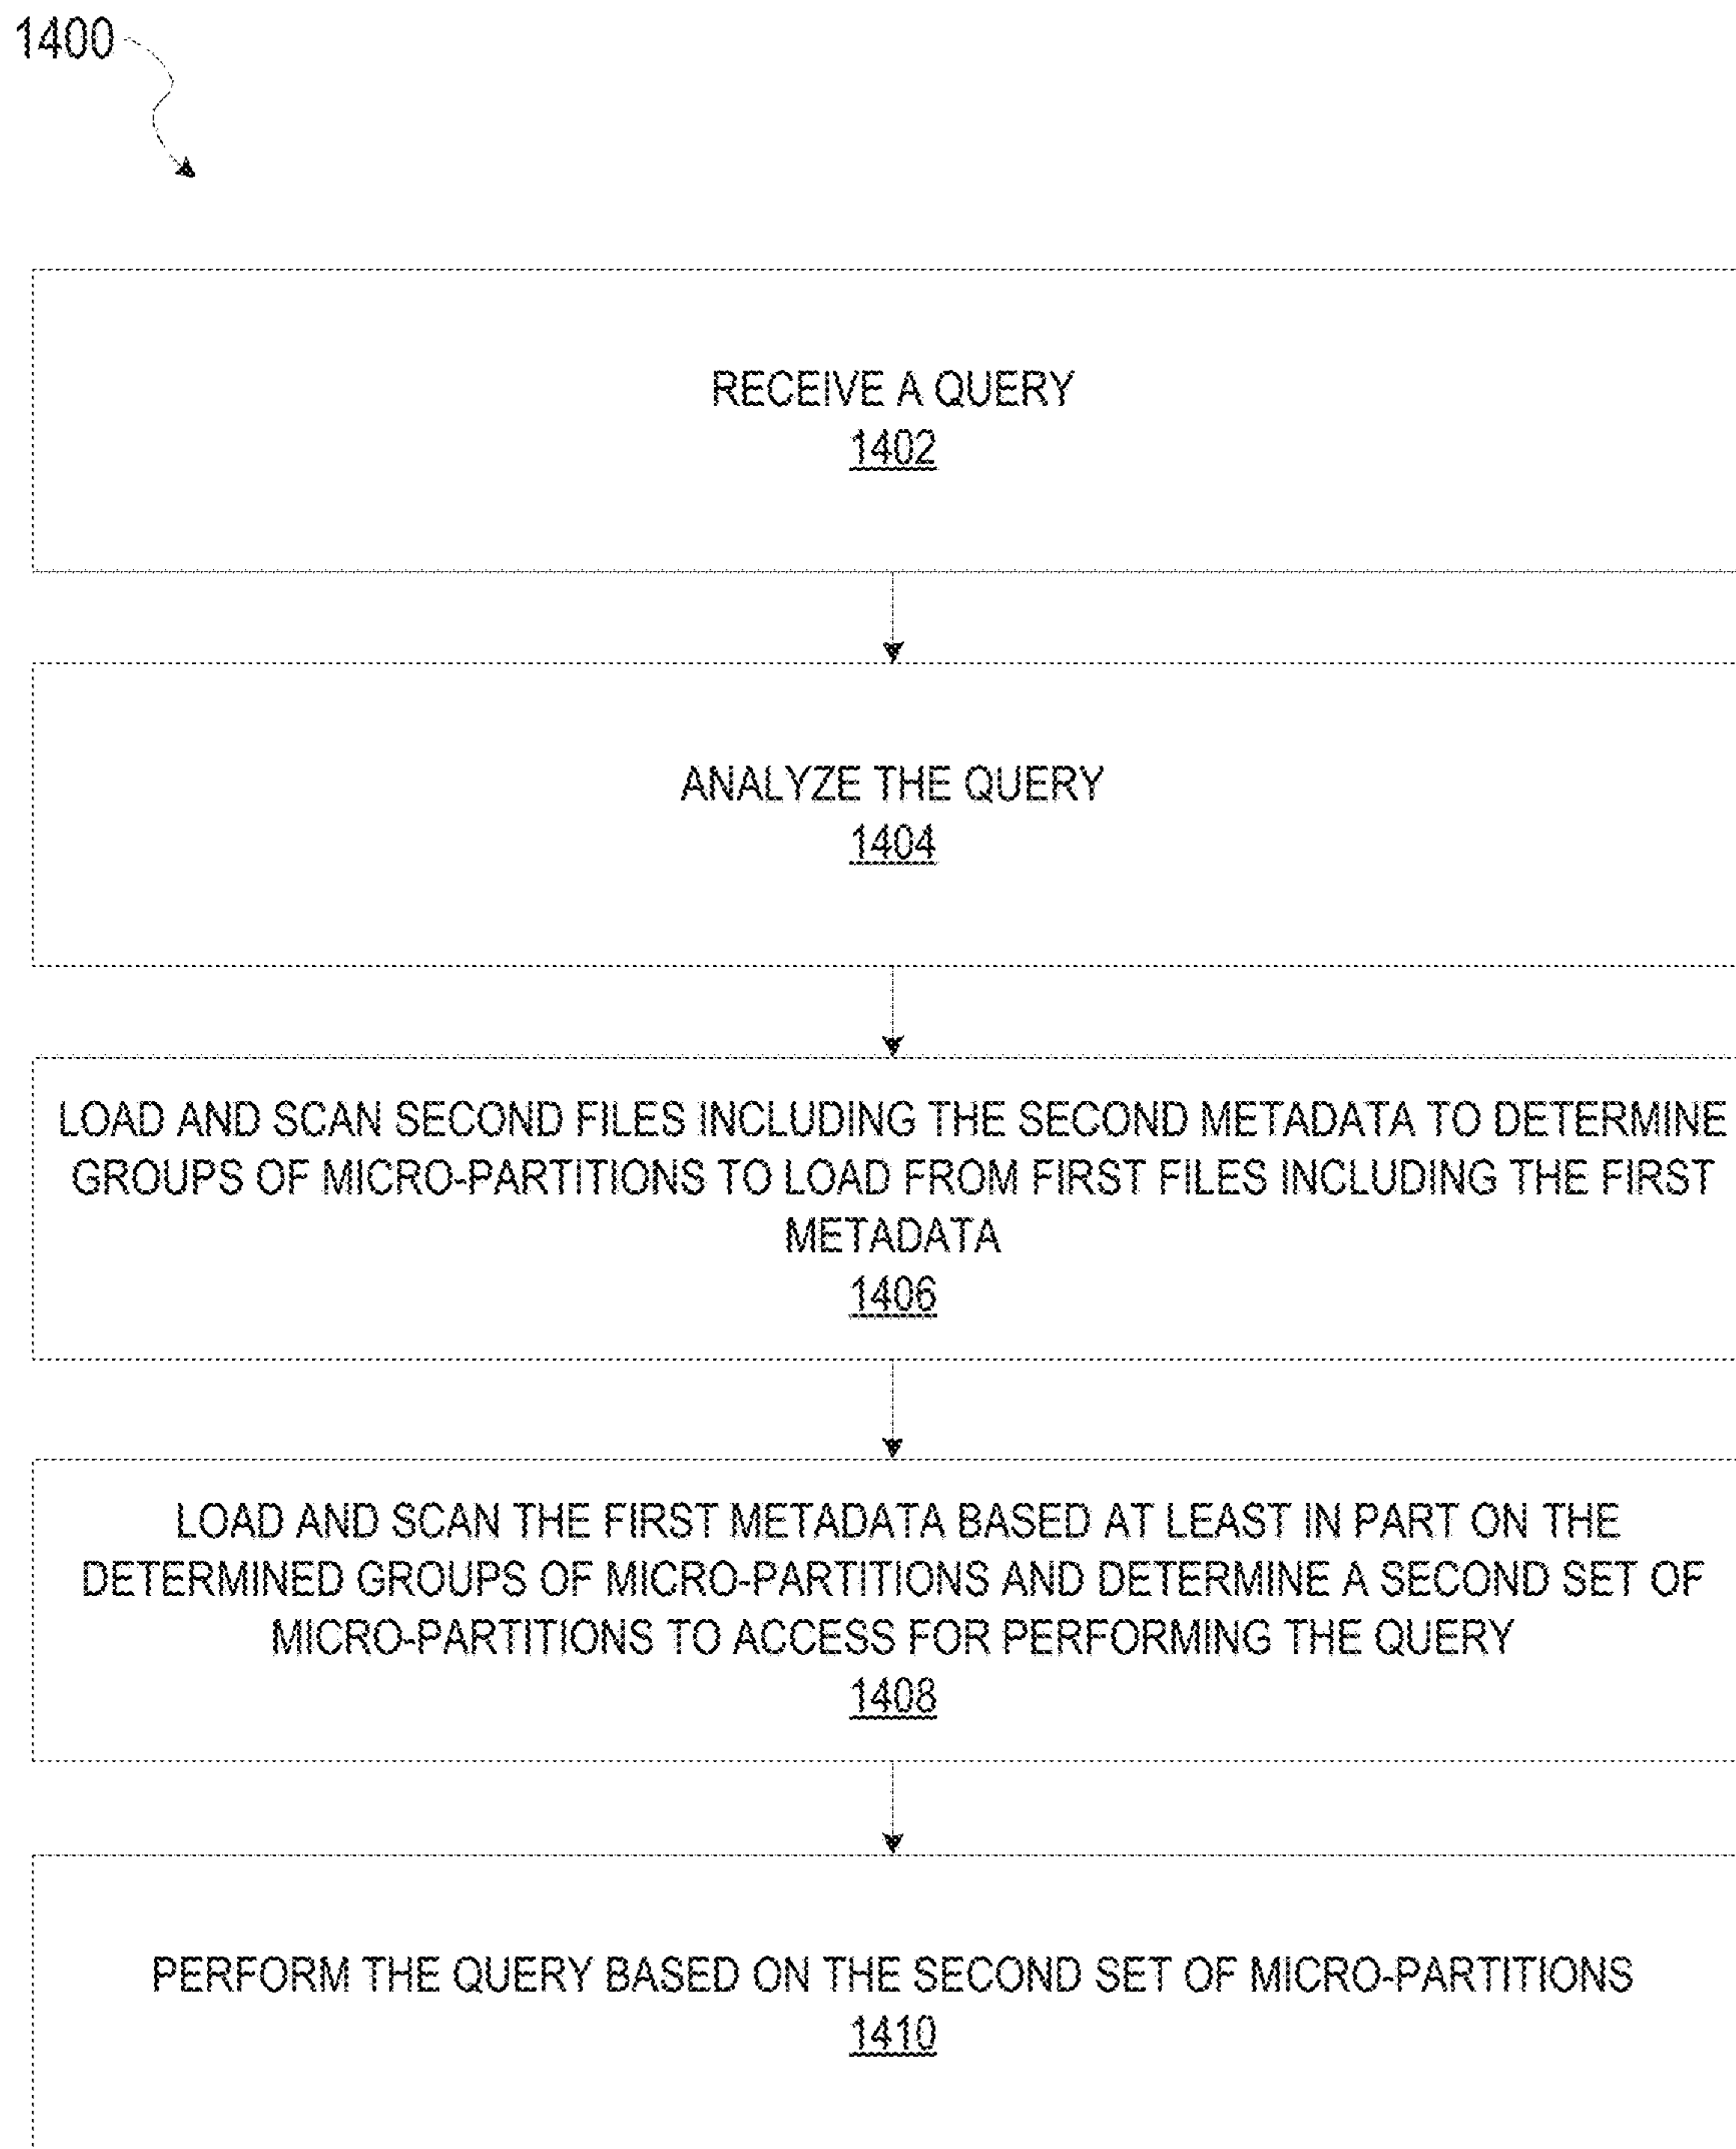 1400
RECEIVE A QUERY
1402
ANALYZE THE QUERY
1404
LOAD AND SCAN SECOND FILES INCLUDING THE SECOND METADATA TO DETERMINE
GROUPS OF MICRO-PARTITIONS TO LOAD FROM FIRST FILES INCLUDING THE FIRST
METADATA
1406
LOAD AND SCAN THE FIRST METADATA BASED AT LEAST IN PART ON THE
DETERMINED GROUPS OF MICRO-PARTITIONS AND DETERMINE A SECOND SET OF
MICRO-PARTITIONS TO ACCESS FOR PERFORMING THE QUERY
1408
PERFORM THE QUERY BASED ON THE SECOND SET OF MICRO-PARTITIONS
1410